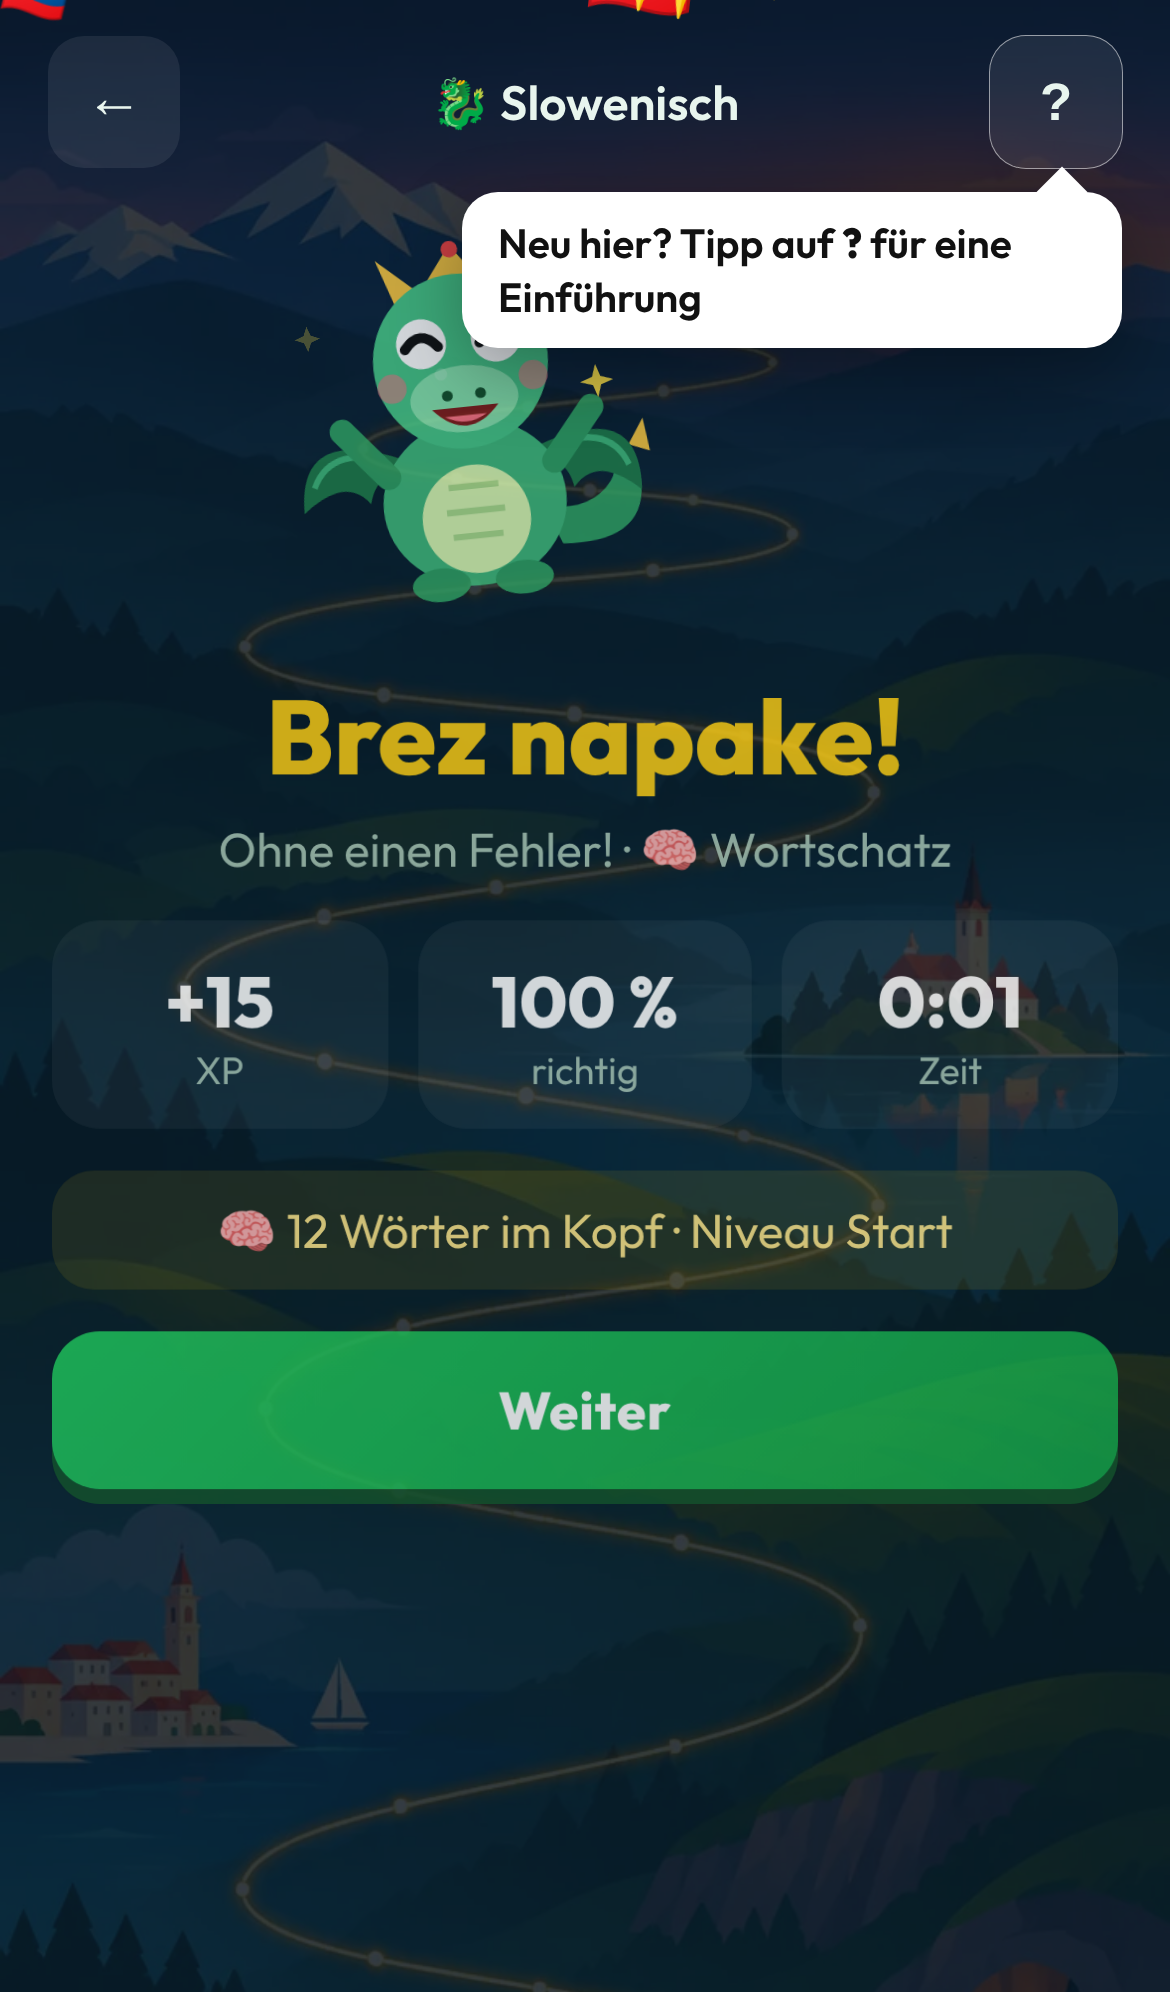 ←
🐉 Slowenisch
?
Neu hier? Tipp auf ? für eine
Einführung
Brez napake!
Ohne einen Fehler! · 🧠 Wortschatz
+15
XP
100 %
richtig
0:01
Zeit
🧠 12 Wörter im Kopf · Niveau Start
Weiter